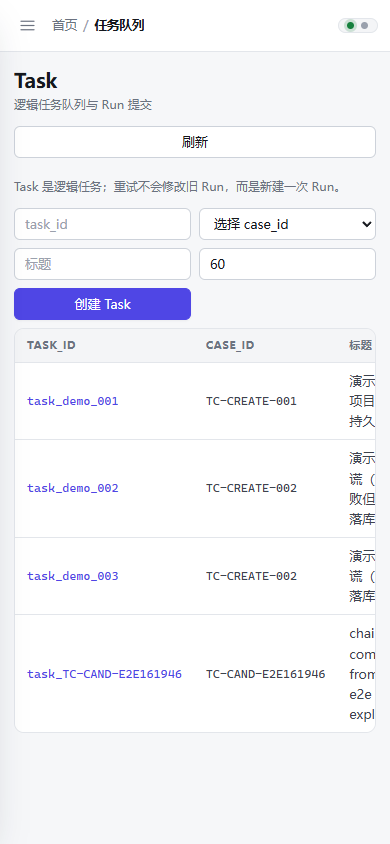 首页 / 任务队列
Task
逻辑任务队列与 Run 提交
刷新
Task 是逻辑任务；重试不会修改旧 Run，而是新建一次 Run。
task_id
选择 case_id
标题
60
创建 Task
TASK_ID CASE_ID 标题
task_demo_001 TC-CREATE-001 演示
项目
持久
task_demo_002 TC-CREATE-002 演示
谎（
败但
落库
task_demo_003 TC-CREATE-002 演示
谎（
落库
task_TC-CAND-E2E161946 TC-CAND-E2E161946 chai
com
from
e2e
expl